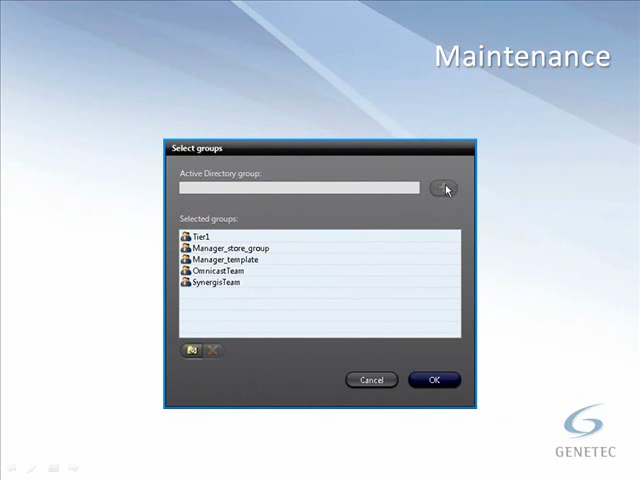 Maintenance
Select groups
Active Directory group:
Selected groups:
Tier1
Manager_store_group
Manager_template
OmnicastTeam
SynergisTeam
Cancel
OK
GENETEC